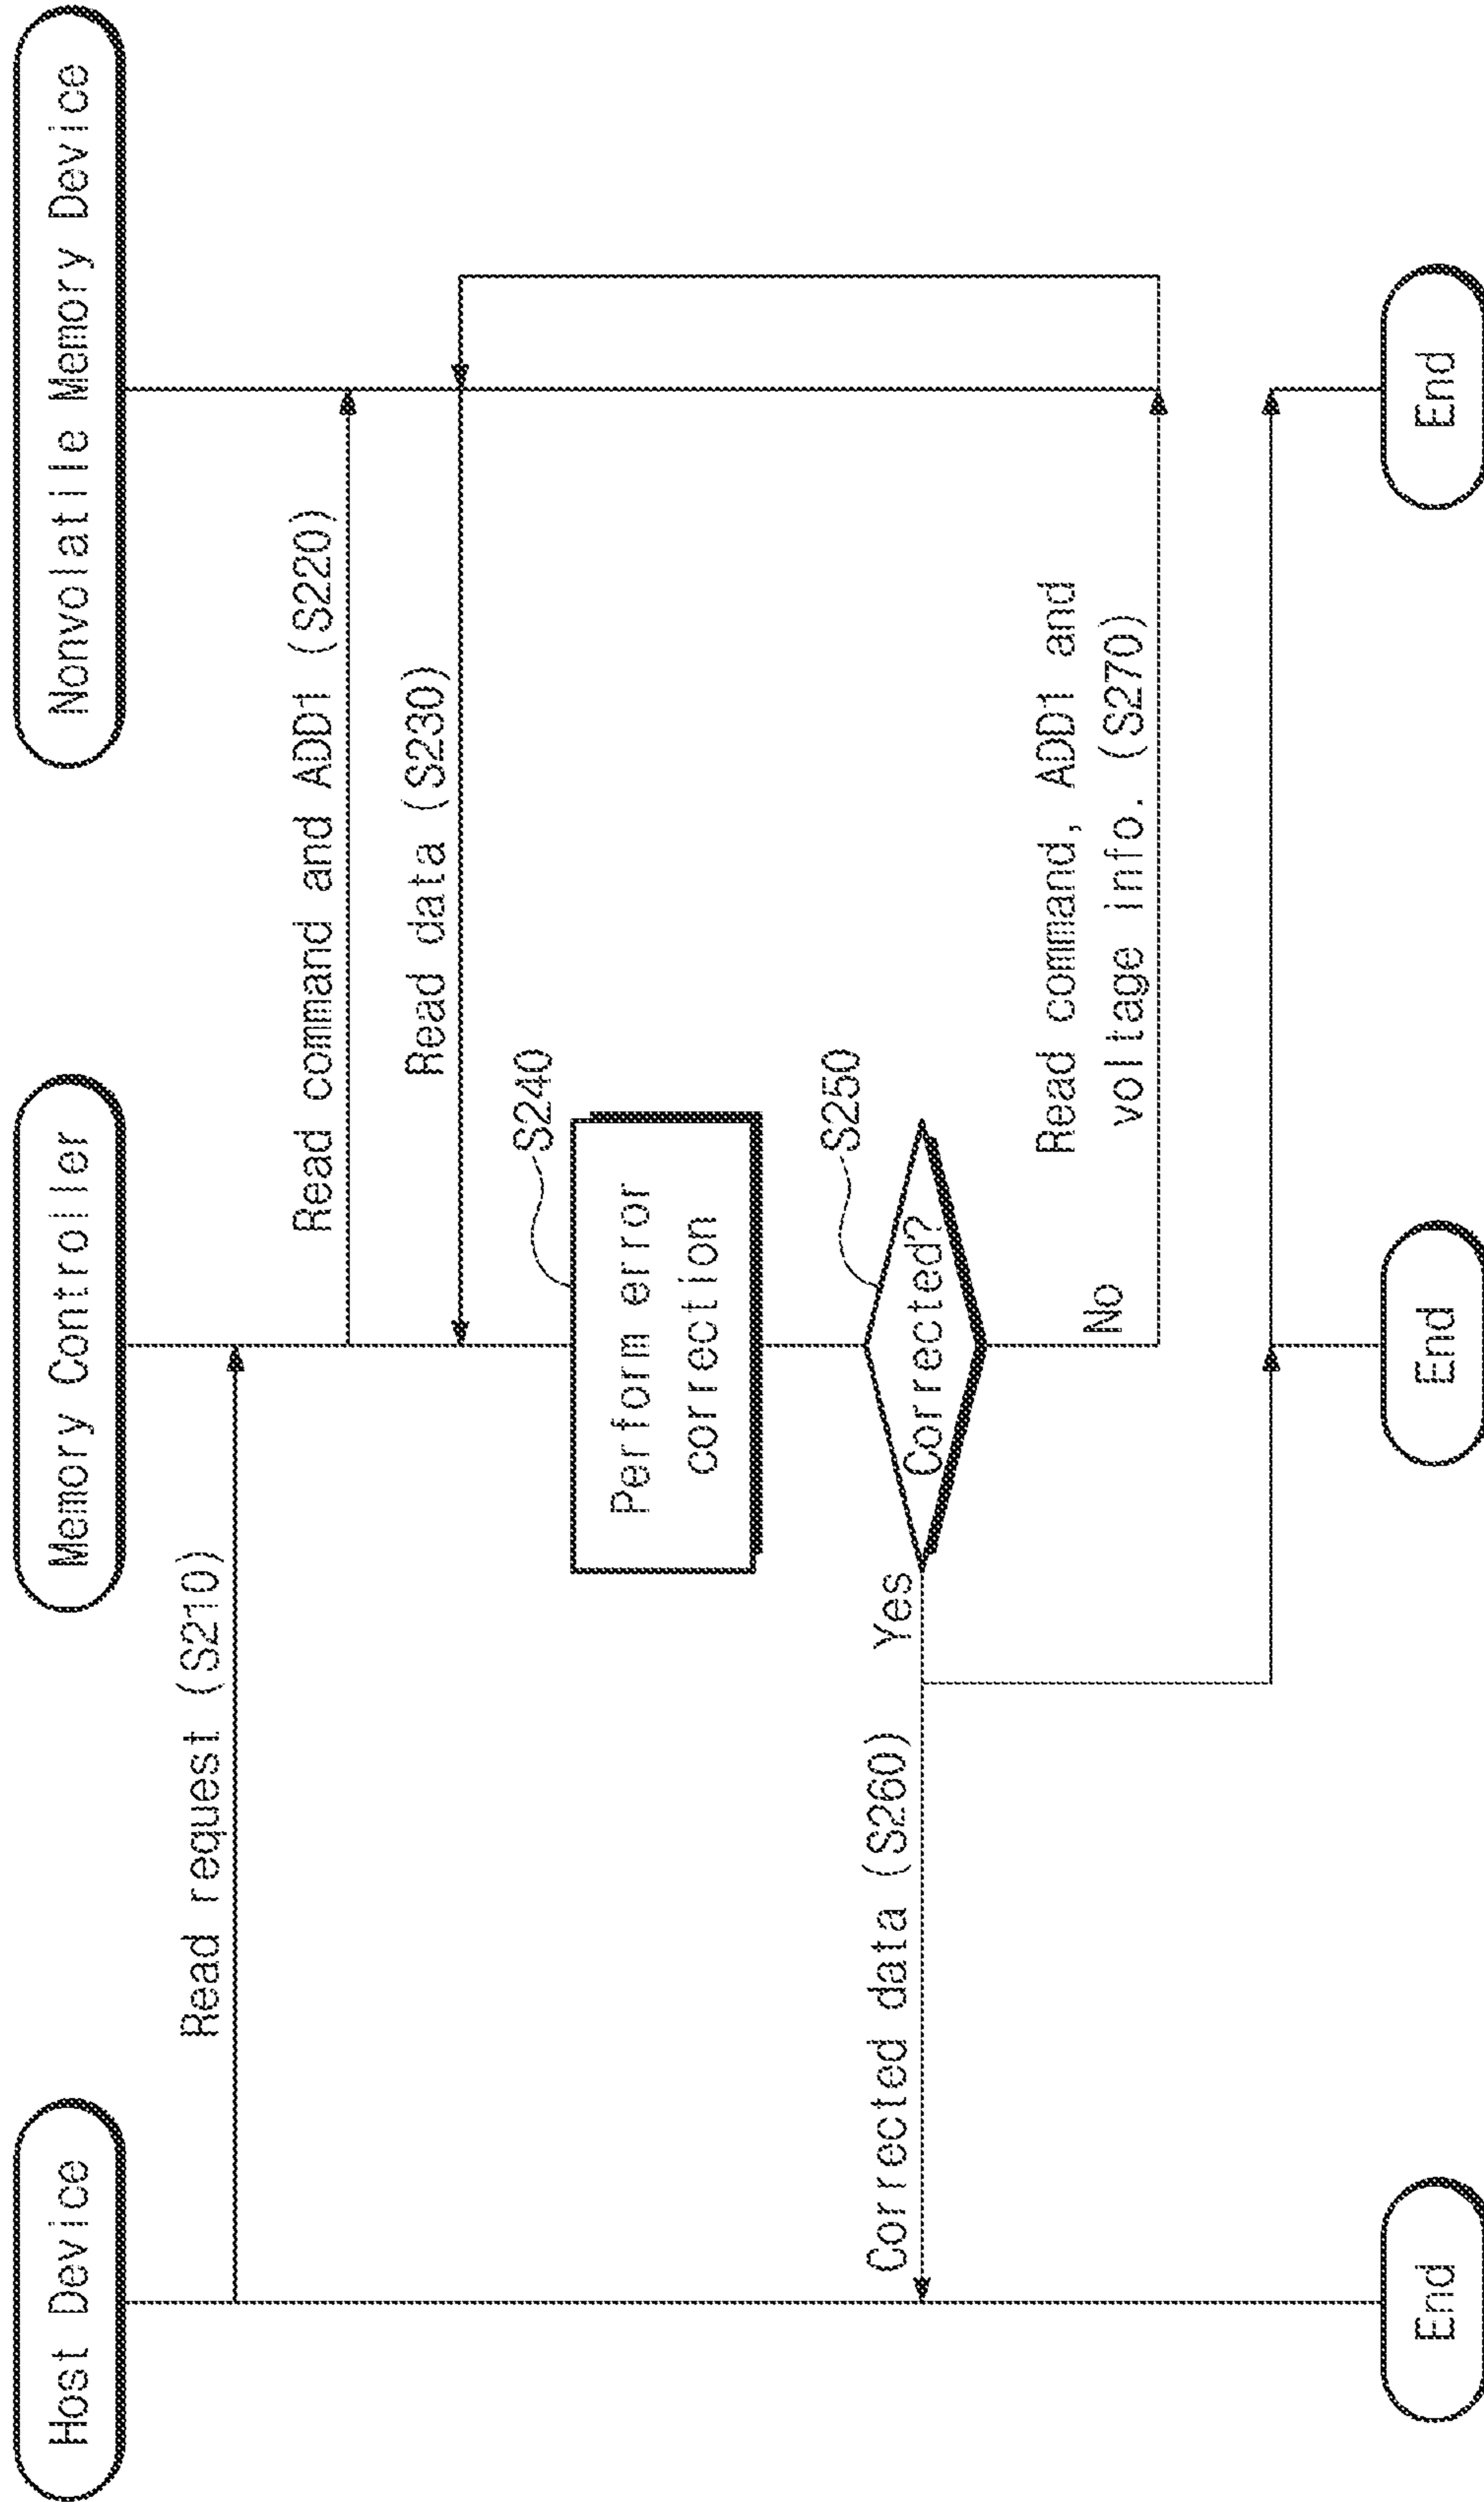 Host Device
Memory Controller
Nonvolatile Memory Device
Read request (S210)
Read command and ADD1 (S220)
Read data (S230)
S240
Perform error
correction
S250
Corrected?
Yes
Corrected data (S260)
No
Read command, ADD1 and
voltage info. (S270)
End
End
End